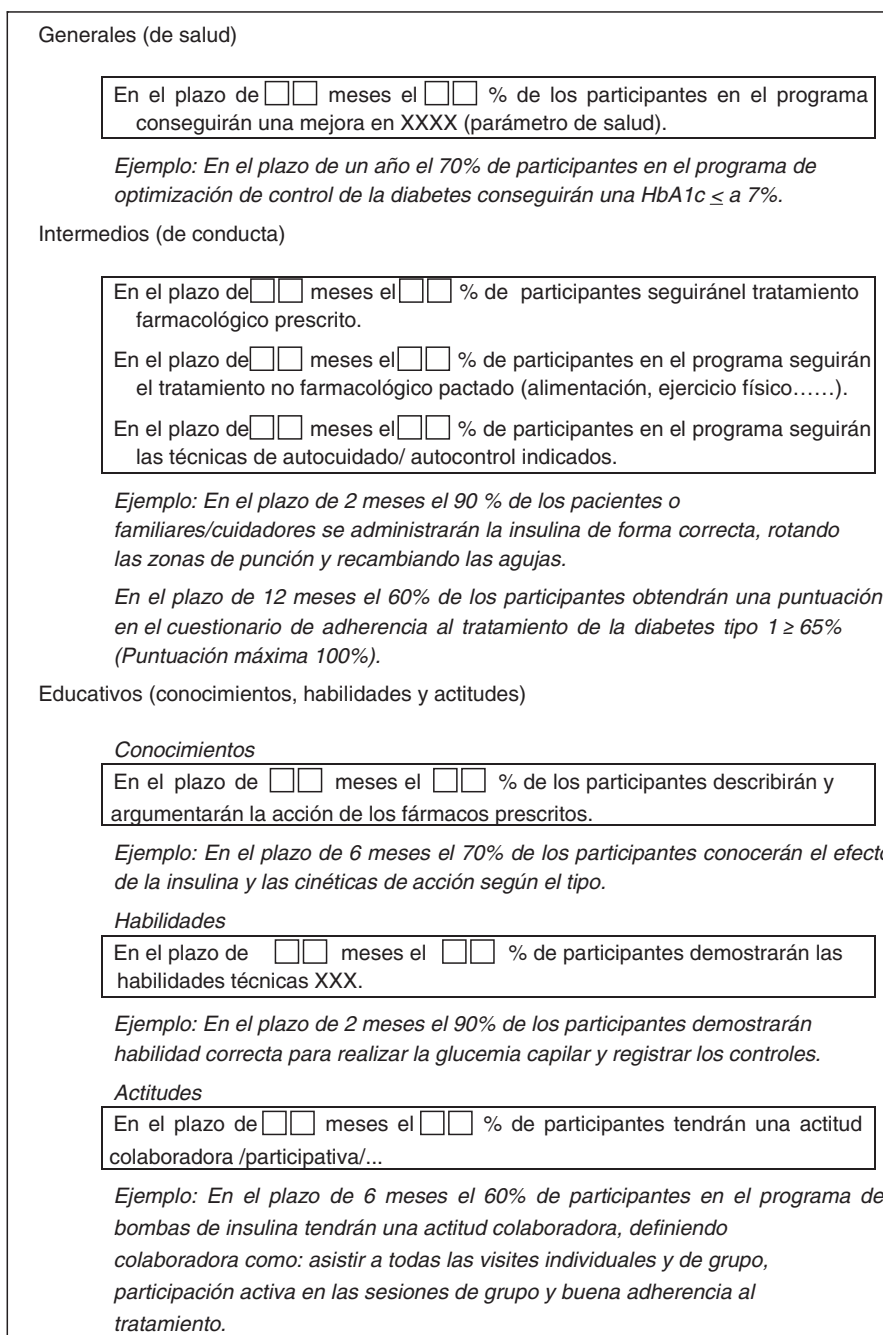 Generales (de salud)
En el plazo de □□ meses el □□ % de los participantes en el programa
conseguirán una mejora en XXXX (parámetro de salud).
Ejemplo: En el plazo de un año el 70% de participantes en el programa de
optimización de control de la diabetes conseguirán una HbA1c ≤ a 7%.
Intermedios (de conducta)
En el plazo de□□ meses el□□ % de participantes seguiránel tratamiento
farmacológico prescrito.
En el plazo de□□ meses el□□ % de participantes en el programa seguirán
el tratamiento no farmacológico pactado (alimentación, ejercicio físico……).
En el plazo de□□ meses el□□ % de participantes en el programa seguirán
las técnicas de autocuidado/ autocontrol indicados.
Ejemplo: En el plazo de 2 meses el 90 % de los pacientes o
familiares/cuidadores se administrarán la insulina de forma correcta, rotando
las zonas de punción y recambiando las agujas.
En el plazo de 12 meses el 60% de los participantes obtendrán una puntuación
en el cuestionario de adherencia al tratamiento de la diabetes tipo 1 ≥ 65%
(Puntuación máxima 100%).
Educativos (conocimientos, habilidades y actitudes)
Conocimientos
En el plazo de □□ meses el □□ % de los participantes describirán y
argumentarán la acción de los fármacos prescritos.
Ejemplo: En el plazo de 6 meses el 70% de los participantes conocerán el efecto
de la insulina y las cinéticas de acción según el tipo.
Habilidades
En el plazo de □□ meses el □□ % de participantes demostrarán las
habilidades técnicas XXX.
Ejemplo: En el plazo de 2 meses el 90% de los participantes demostrarán
habilidad correcta para realizar la glucemia capilar y registrar los controles.
Actitudes
En el plazo de□□ meses el□□ % de participantes tendrán una actitud
colaboradora /participativa/...
Ejemplo: En el plazo de 6 meses el 60% de participantes en el programa de
bombas de insulina tendrán una actitud colaboradora, definiendo
colaboradora como: asistir a todas las visites individuales y de grupo,
participación activa en las sesiones de grupo y buena adherencia al
tratamiento.